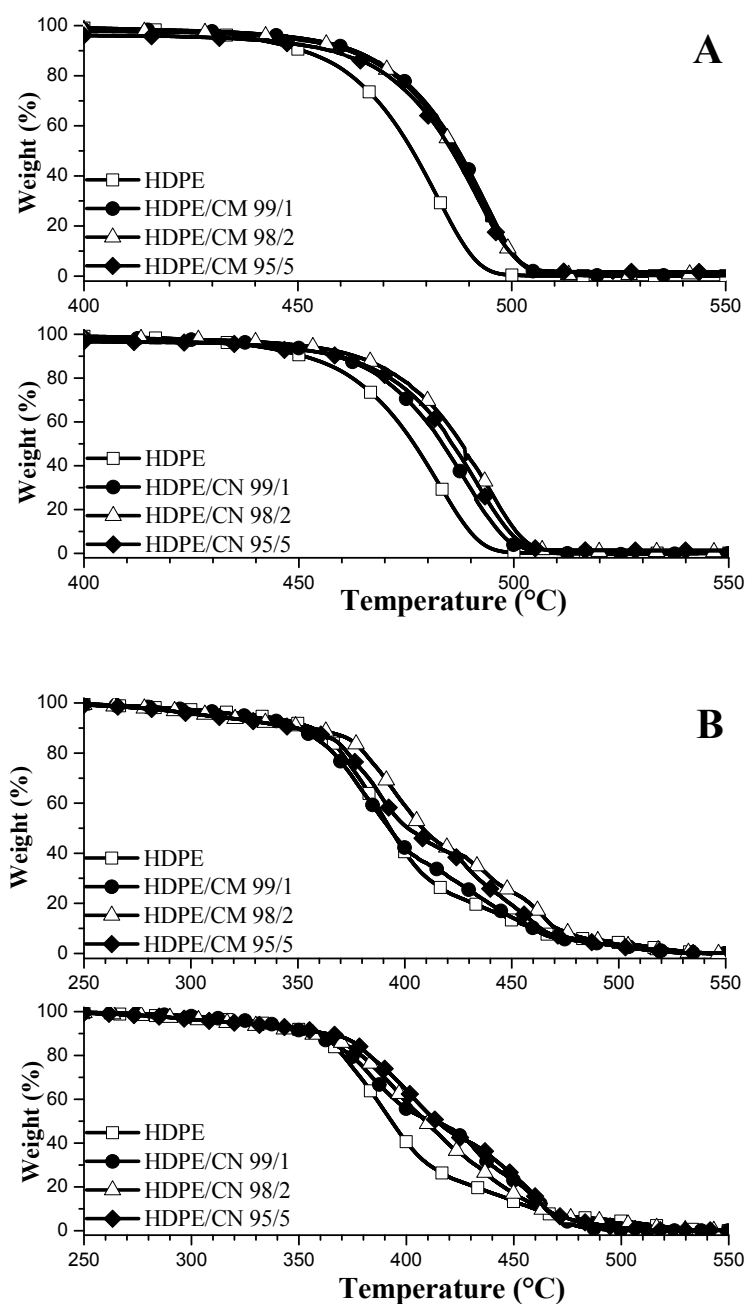 A
100
80
60
40
20
0
Weight (%)
HDPE
HDPE/CM 99/1
HDPE/CM 98/2
HDPE/CM 95/5
400 450 500 550
100
80
60
40
20
0
Weight (%)
HDPE
HDPE/CN 99/1
HDPE/CN 98/2
HDPE/CN 95/5
400 450 500 550
Temperature (°C)
B
100
80
60
40
20
0
Weight (%)
HDPE
HDPE/CM 99/1
HDPE/CM 98/2
HDPE/CM 95/5
250 300 350 400 450 500 550
100
80
60
40
20
0
Weight (%)
HDPE
HDPE/CN 99/1
HDPE/CN 98/2
HDPE/CN 95/5
250 300 350 400 450 500 550
Temperature (°C)